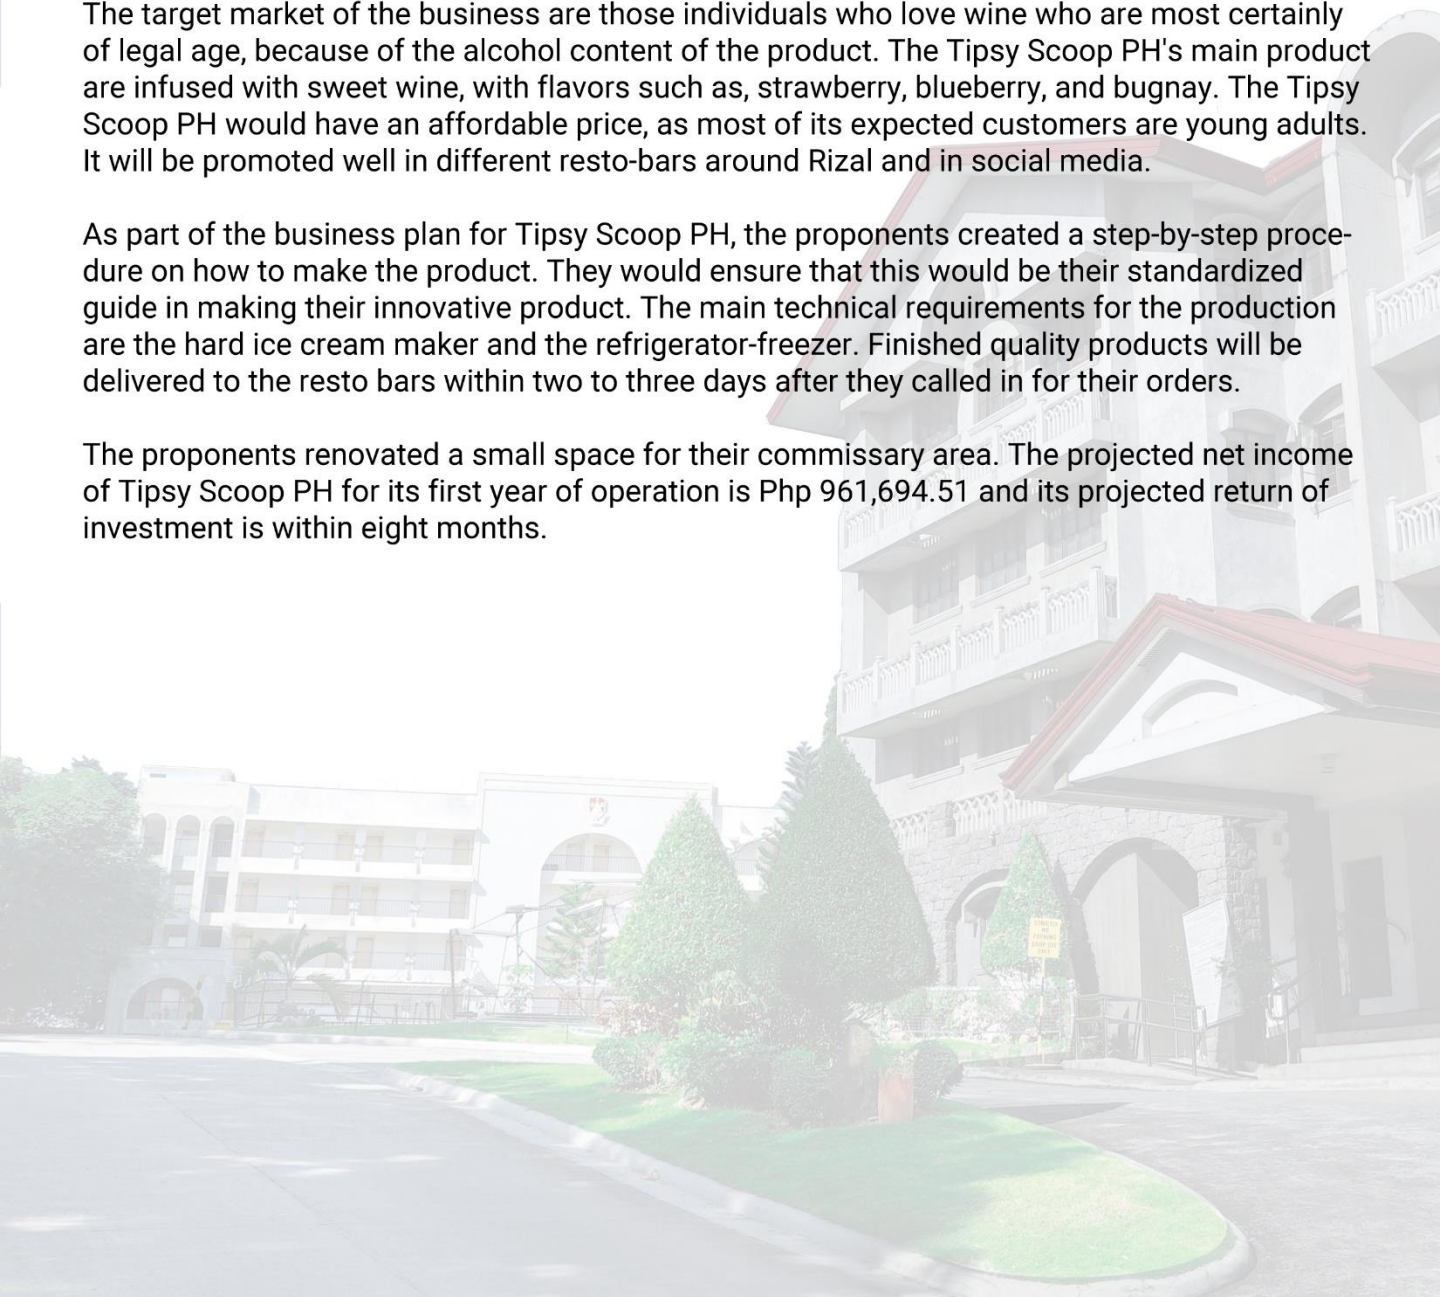 The target market of the business are those individuals who love wine who are most certainly
of legal age, because of the alcohol content of the product. The Tipsy Scoop PH's main product
are infused with sweet wine, with flavors such as, strawberry, blueberry, and bugnay. The Tipsy
Scoop PH would have an affordable price, as most of its expected customers are young adults.
It will be promoted well in different resto-bars around Rizal and in social media.
As part of the business plan for Tipsy Scoop PH, the proponents created a step-by-step proce-
dure on how to make the product. They would ensure that this would be their standardized
guide in making their innovative product. The main technical requirements for the production
are the hard ice cream maker and the refrigerator-freezer. Finished quality products will be
delivered to the resto bars within two to three days after they called in for their orders.
The proponents renovated a small space for their commissary area. The projected net income
of Tipsy Scoop PH for its first year of operation is Php 961,694.51 and its projected return of
investment is within eight months.